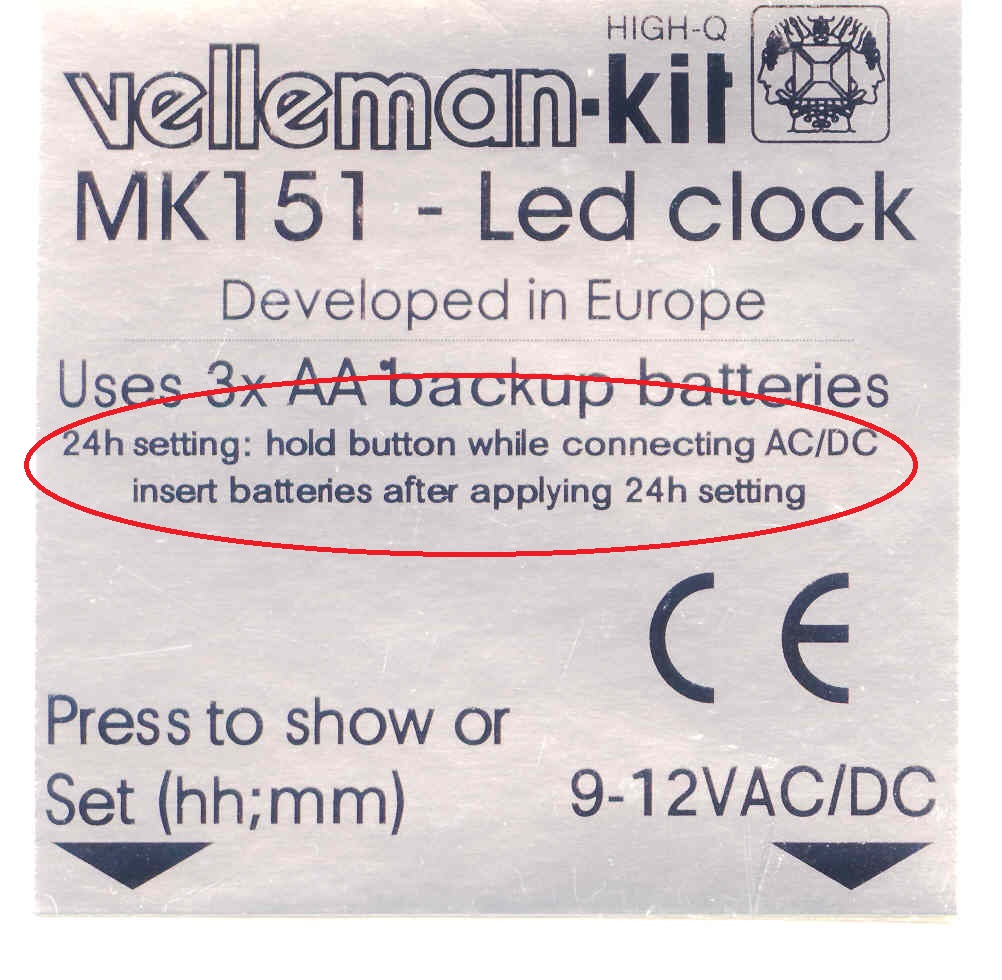 HIGH-Q
velleman-kit
MK151 - Led clock
Developed in Europe
Uses 3x AA backup batteries
24h setting: hold button while connecting AC/DC
insert batteries after applying 24h setting
CE
Press to show or
Set (hh;mm)
9-12VAC/DC